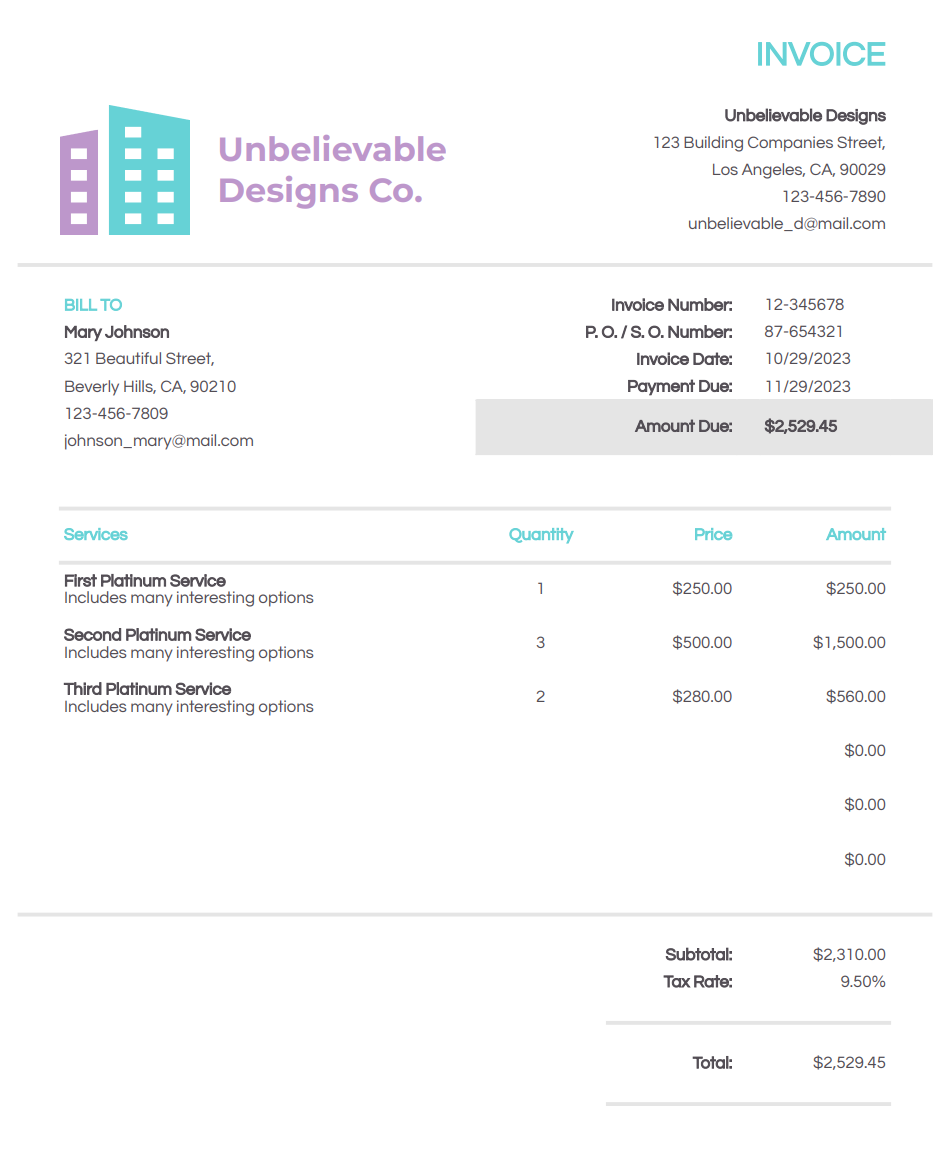 INVOICE
Unbelievable
Designs Co.
Unbelievable Designs
123 Building Companies Street,
Los Angeles, CA, 90029
123-456-7890
unbelievable_d@mail.com
BILL TO
Mary Johnson
321 Beautiful Street,
Beverly Hills, CA, 90210
123-456-7809
johnson_mary@mail.com
Invoice Number: 12-345678
P. O. / S. O. Number: 87-654321
Invoice Date: 10/29/2023
Payment Due: 11/29/2023
Amount Due: $2,529.45
Services Quantity Price Amount
First Platinum Service
Includes many interesting options 1 $250.00 $250.00
Second Platinum Service
Includes many interesting options 3 $500.00 $1,500.00
Third Platinum Service
Includes many interesting options 2 $280.00 $560.00
$0.00
$0.00
$0.00
Subtotal: $2,310.00
Tax Rate: 9.50%
Total: $2,529.45